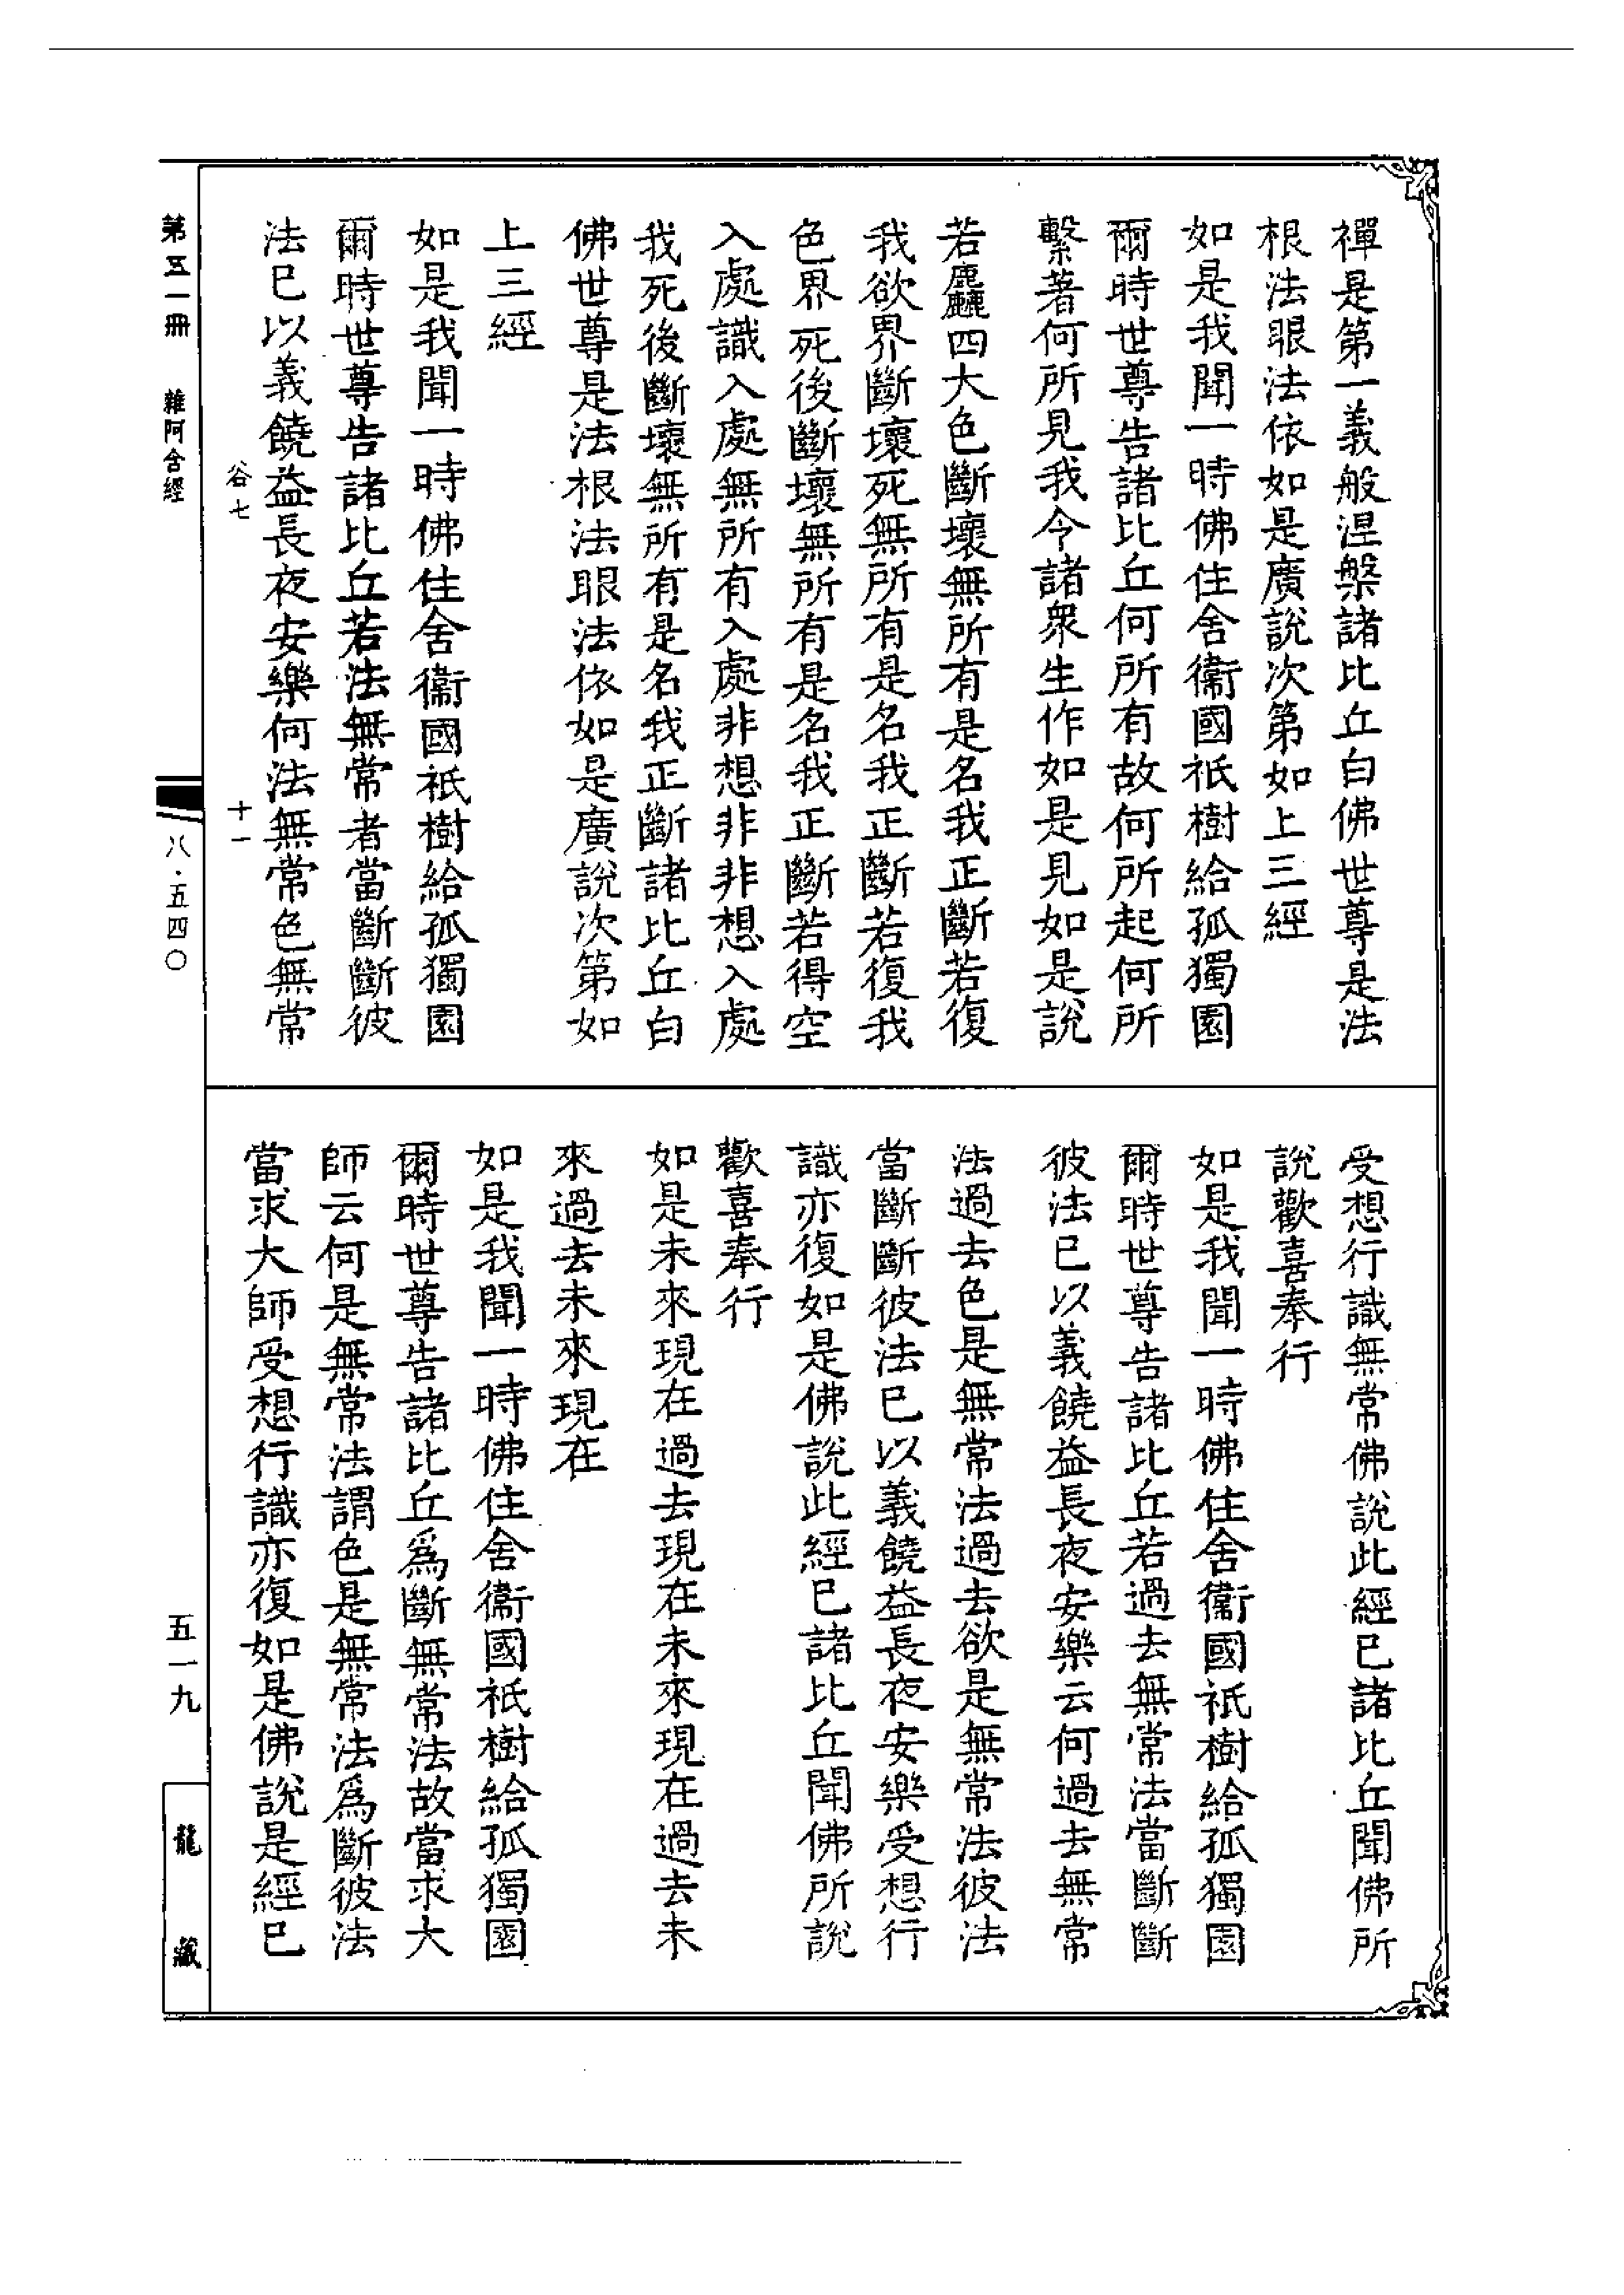 禪是第一義般涅槃諸比丘白佛世尊是法
根法眼法依如是廣說次第如上三經
如是我聞一時佛住舍衞國祇樹給孤獨園
爾時世尊告諸比丘何所有故何所起何所
繫著何所見我今諸衆生作如是見如是說
若麤四大色斷壞無所有是名我正斷若復
我欲界斷壞死無所有是名我正斷若復我
色界死後斷壞無所有是名我正斷若得空
入處識入處無所有入處非想非非想入處
我死後斷壞無所有是名我正斷諸比丘白
佛世尊是法根法眼法依如是廣說次第如
上三經
如是我聞一時佛住舍衞國祇樹給孤獨園
爾時世尊告諸比丘若法無常者當斷斷彼
法巳以義饒益長夜安樂何法無常色無常
谷七 十一
受想行識無常佛說此經巳諸比丘聞佛所
說歡喜奉行
如是我聞一時佛住舍衞國祇樹給孤獨園
爾時世尊告諸比丘若過去無常法當斷斷
彼法巳以義饒益長夜安樂云何過去無常
法過去色是無常法過去欲是無常法彼法
當斷斷彼法巳以義饒益長夜安樂受想行
識亦復如是佛說此經巳諸比丘聞佛所說
歡喜奉行
如是未來現在過去現在未來現在過去未
來過去未來現在
如是我聞一時佛住舍衞國祇樹給孤獨園
爾時世尊告諸比丘爲斷無常法故當求大
師云何是無常法謂色是無常法爲斷彼法
當求大師受想行識亦復如是佛說是經巳
第五一冊 雜阿含經
八·五四〇
五一九
龍藏